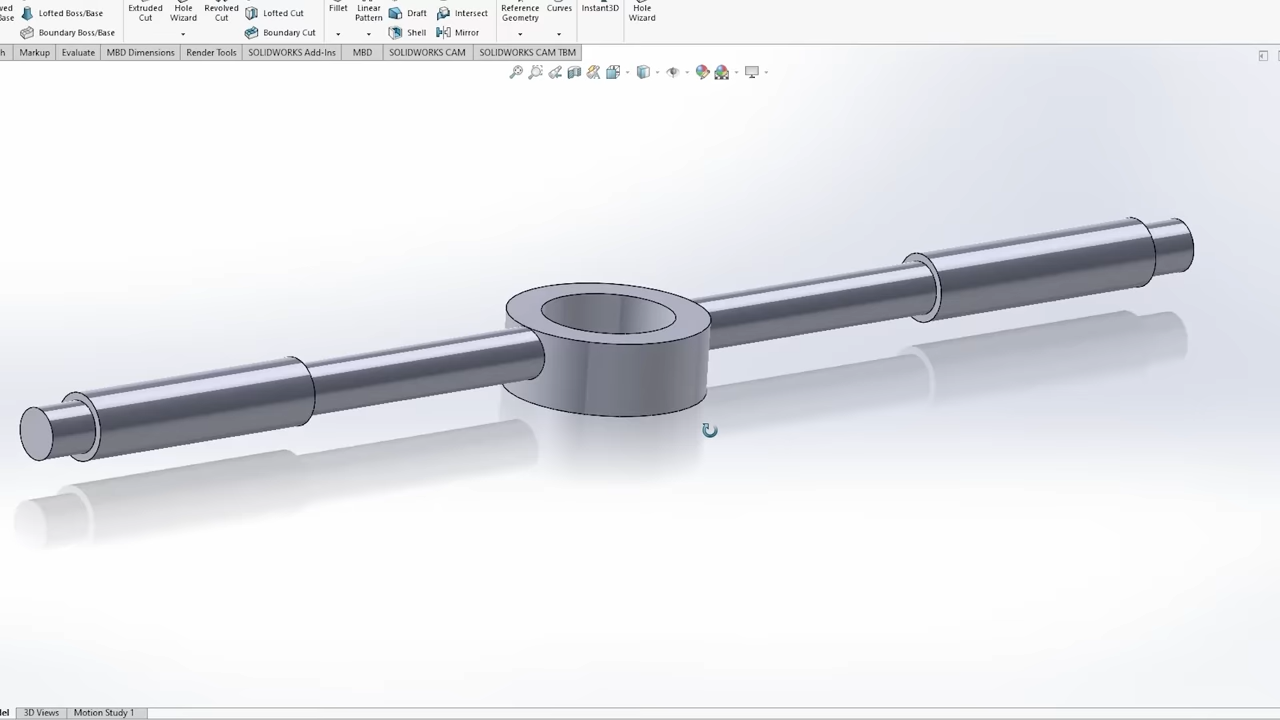 Extruded Cut
Hole Wizard
Revolved Cut
Lofted Boss/Base
Boundary Boss/Base
Lofted Cut
Boundary Cut
Fillet
Linear Pattern
Draft
Shell
Intersect
Mirror
Reference Geometry
Curves
Instant3D
Hole Wizard
Markup
Evaluate
MBD Dimensions
Render Tools
SOLIDWORKS Add-Ins
MBD
SOLIDWORKS CAM
SOLIDWORKS CAM TBM
3D Views
Motion Study 1